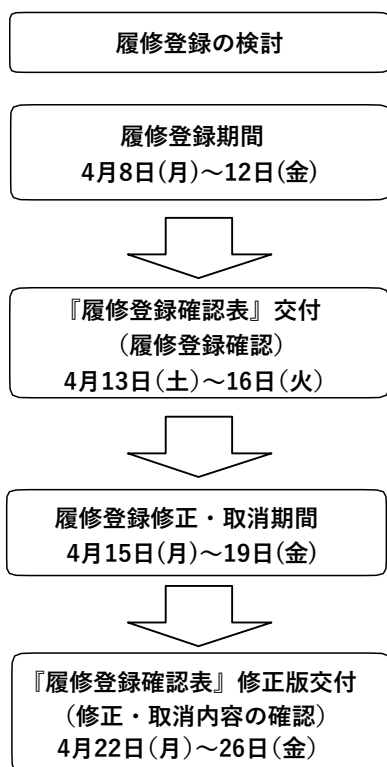 履修登録の検討
履修登録期間
4月8日(月)～12日(金)
『履修登録確認表』交付
（履修登録確認）
4月13日（土）～16日（火）
履修登録修正・取消期間
4月15日(月)～19日(金)
『履修登録確認表』修正版交付
（修正・取消内容の確認）
4月22日(月)～26日(金)